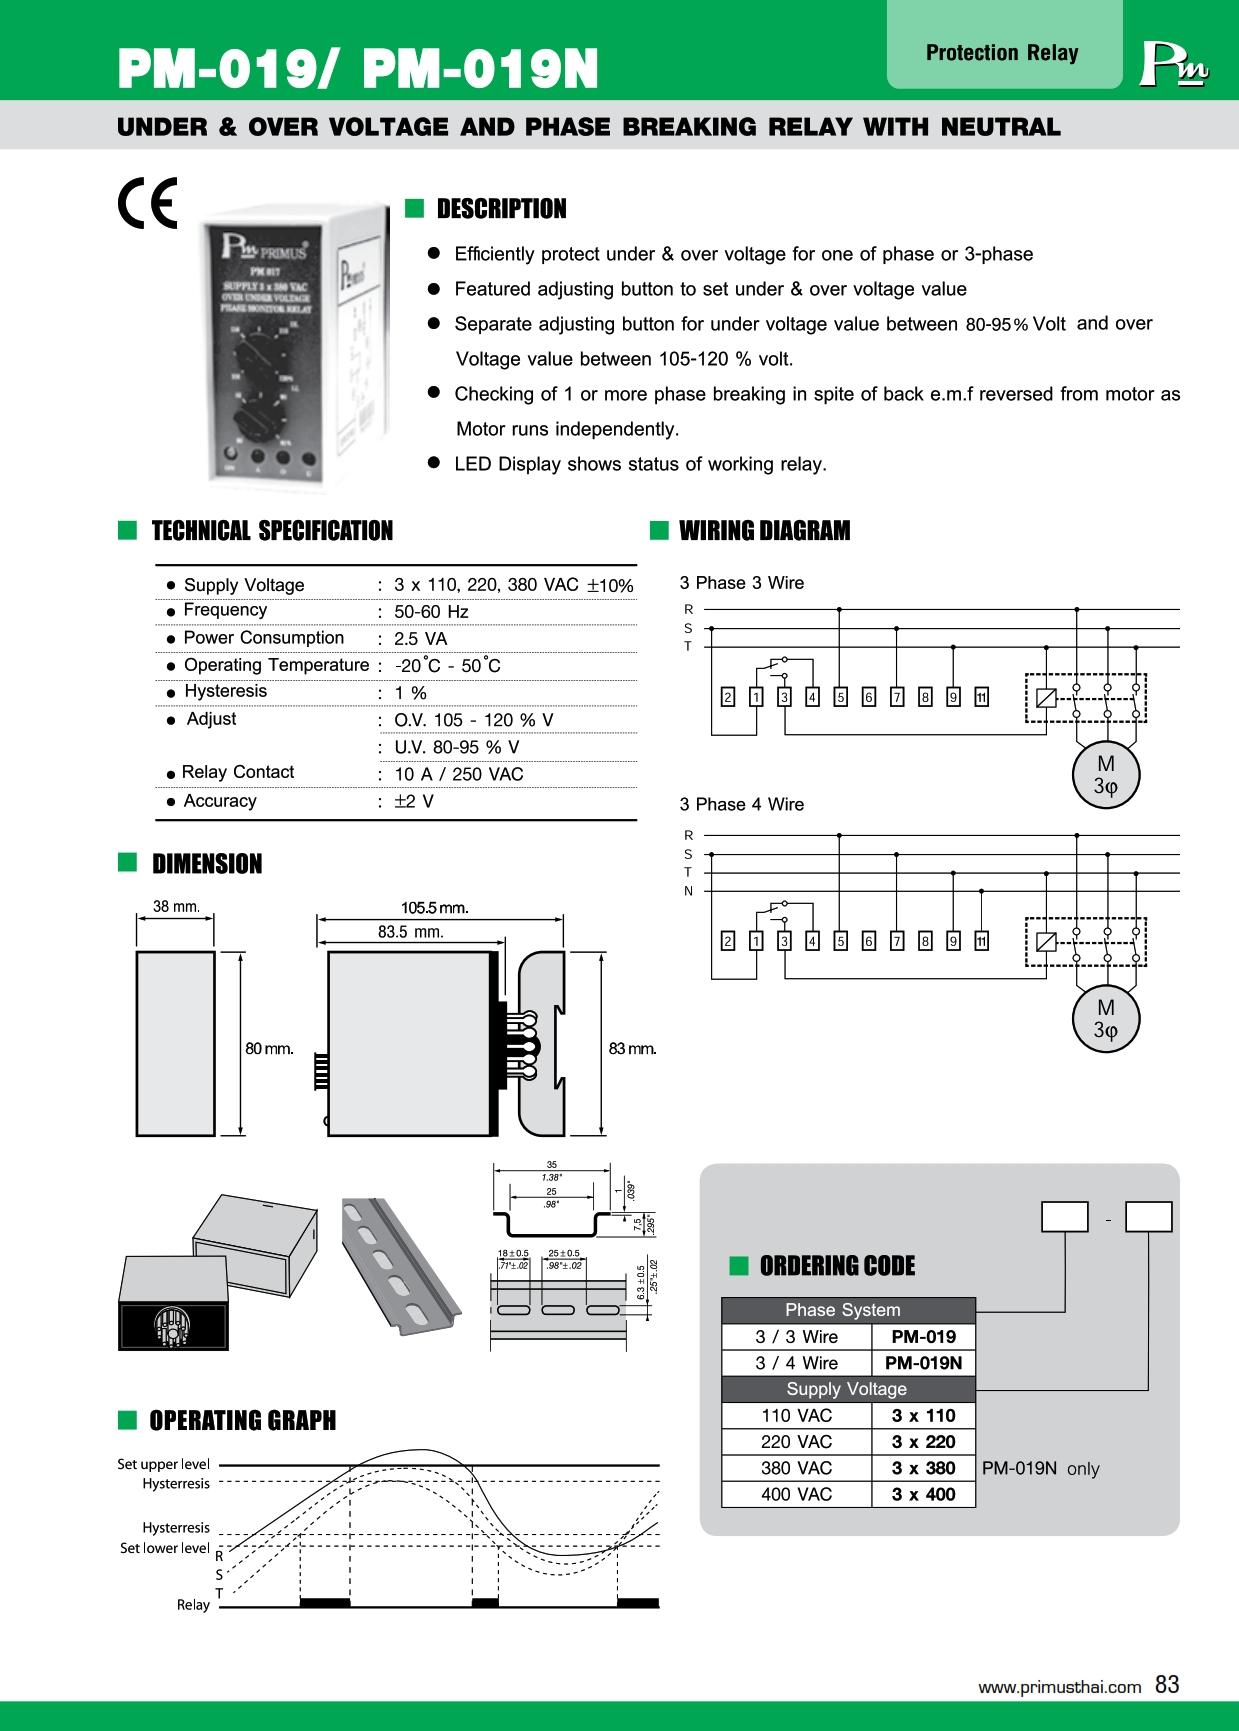 PM-019/ PM-019N
Protection Relay
Pm
UNDER & OVER VOLTAGE AND PHASE BREAKING RELAY WITH NEUTRAL
CE
Pm PRIMUS®
PM 017
SUPPLY 3 x 380 VAC
OVER UNDER VOLTAGE
PHASE MONITOR RELAY
DESCRIPTION
● Efficiently protect under & over voltage for one of phase or 3-phase
● Featured adjusting button to set under & over voltage value
● Separate adjusting button for under voltage value between 80-95% Volt and over
Voltage value between 105-120 % volt.
● Checking of 1 or more phase breaking in spite of back e.m.f reversed from motor as
Motor runs independently.
● LED Display shows status of working relay.
TECHNICAL SPECIFICATION
● Supply Voltage : 3 x 110, 220, 380 VAC ±10%
● Frequency : 50-60 Hz
● Power Consumption : 2.5 VA
● Operating Temperature : -20°C - 50°C
● Hysteresis : 1 %
● Adjust : O.V. 105 - 120 % V
: U.V. 80-95 % V
● Relay Contact : 10 A / 250 VAC
● Accuracy : ±2 V
WIRING DIAGRAM
3 Phase 3 Wire
R
S
T
2 1 3 4 5 6 7 8 9 11
M
3φ
3 Phase 4 Wire
R
S
T
N
2 1 3 4 5 6 7 8 9 11
M
3φ
DIMENSION
38 mm.
105.5 mm.
83.5 mm.
80 mm.
83 mm.
35
1.38"
25
.98"
1
.039"
7.5
.295"
18±0.5
.71"±.02
25±0.5
.98"±.02
6.3±0.5
.25"±.02
OPERATING GRAPH
Set upper level
Hysterresis
Hysterresis
Set lower level
R
S
T
Relay
ORDERING CODE
-
Phase System
3 / 3 Wire PM-019
3 / 4 Wire PM-019N
Supply Voltage
110 VAC 3 x 110
220 VAC 3 x 220
380 VAC 3 x 380 PM-019N only
400 VAC 3 x 400
www.primusthai.com 83